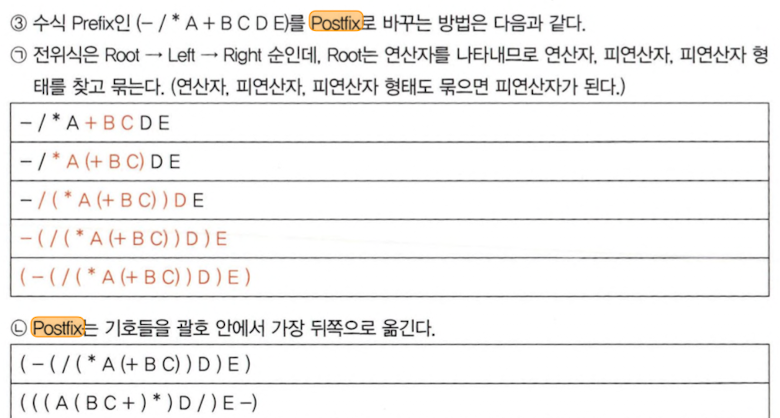 ③ 수식 Prefix인 (– / * A + B C D E)를 Postfix로 바꾸는 방법은 다음과 같다.
㉠ 전위식은 Root → Left → Right 순인데, Root는 연산자를 나타내므로 연산자, 피연산자, 피연산자 형
태를 찾고 묶는다. (연산자, 피연산자, 피연산자 형태도 묶으면 피연산자가 된다.)
– / * A + B C D E
– / * A (+ B C) D E
– / ( * A (+ B C) ) D E
– ( / ( * A (+ B C) ) D ) E
( – ( / ( * A (+ B C) ) D ) E )
㉡ Postfix는 기호들을 괄호 안에서 가장 뒤쪽으로 옮긴다.
( – ( / ( * A (+ B C) ) D ) E )
( ( ( A ( B C + ) * ) D / ) E –)